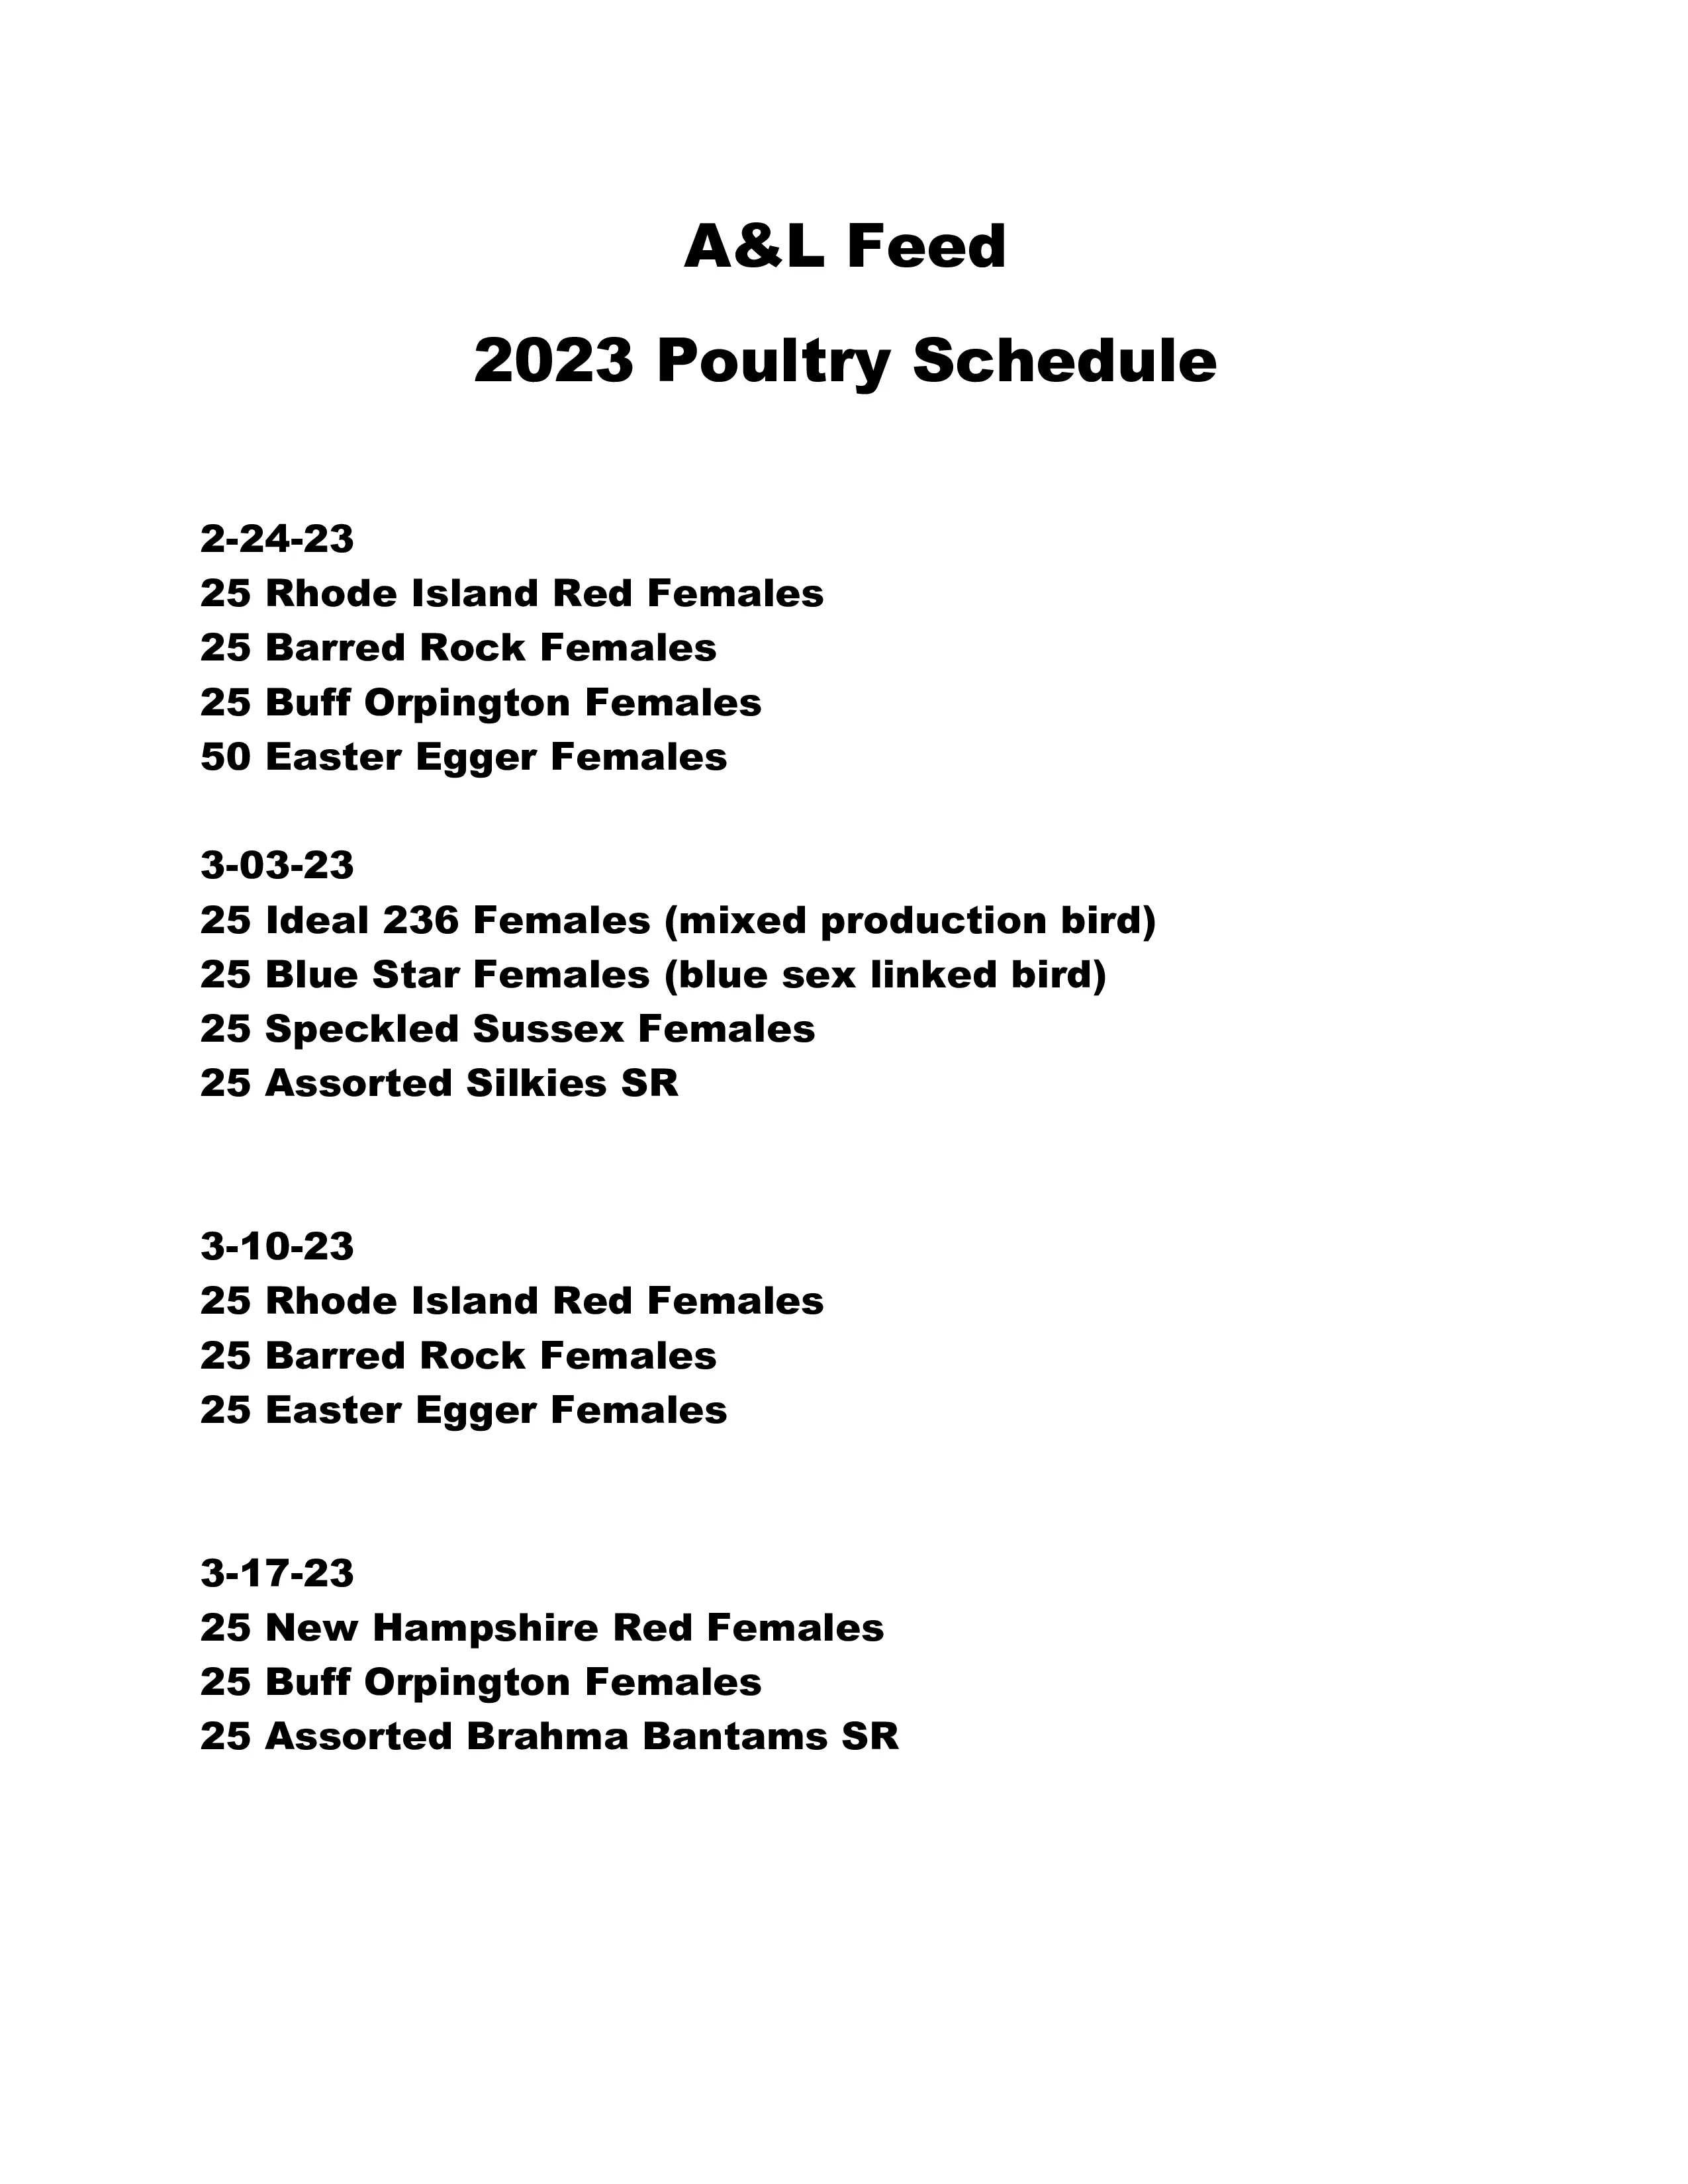 A&L Feed
2023 Poultry Schedule
2-24-23
25 Rhode Island Red Females
25 Barred Rock Females
25 Buff Orpington Females
50 Easter Egger Females
3-03-23
25 Ideal 236 Females (mixed production bird)
25 Blue Star Females (blue sex linked bird)
25 Speckled Sussex Females
25 Assorted Silkies SR
3-10-23
25 Rhode Island Red Females
25 Barred Rock Females
25 Easter Egger Females
3-17-23
25 New Hampshire Red Females
25 Buff Orpington Females
25 Assorted Brahma Bantams SR